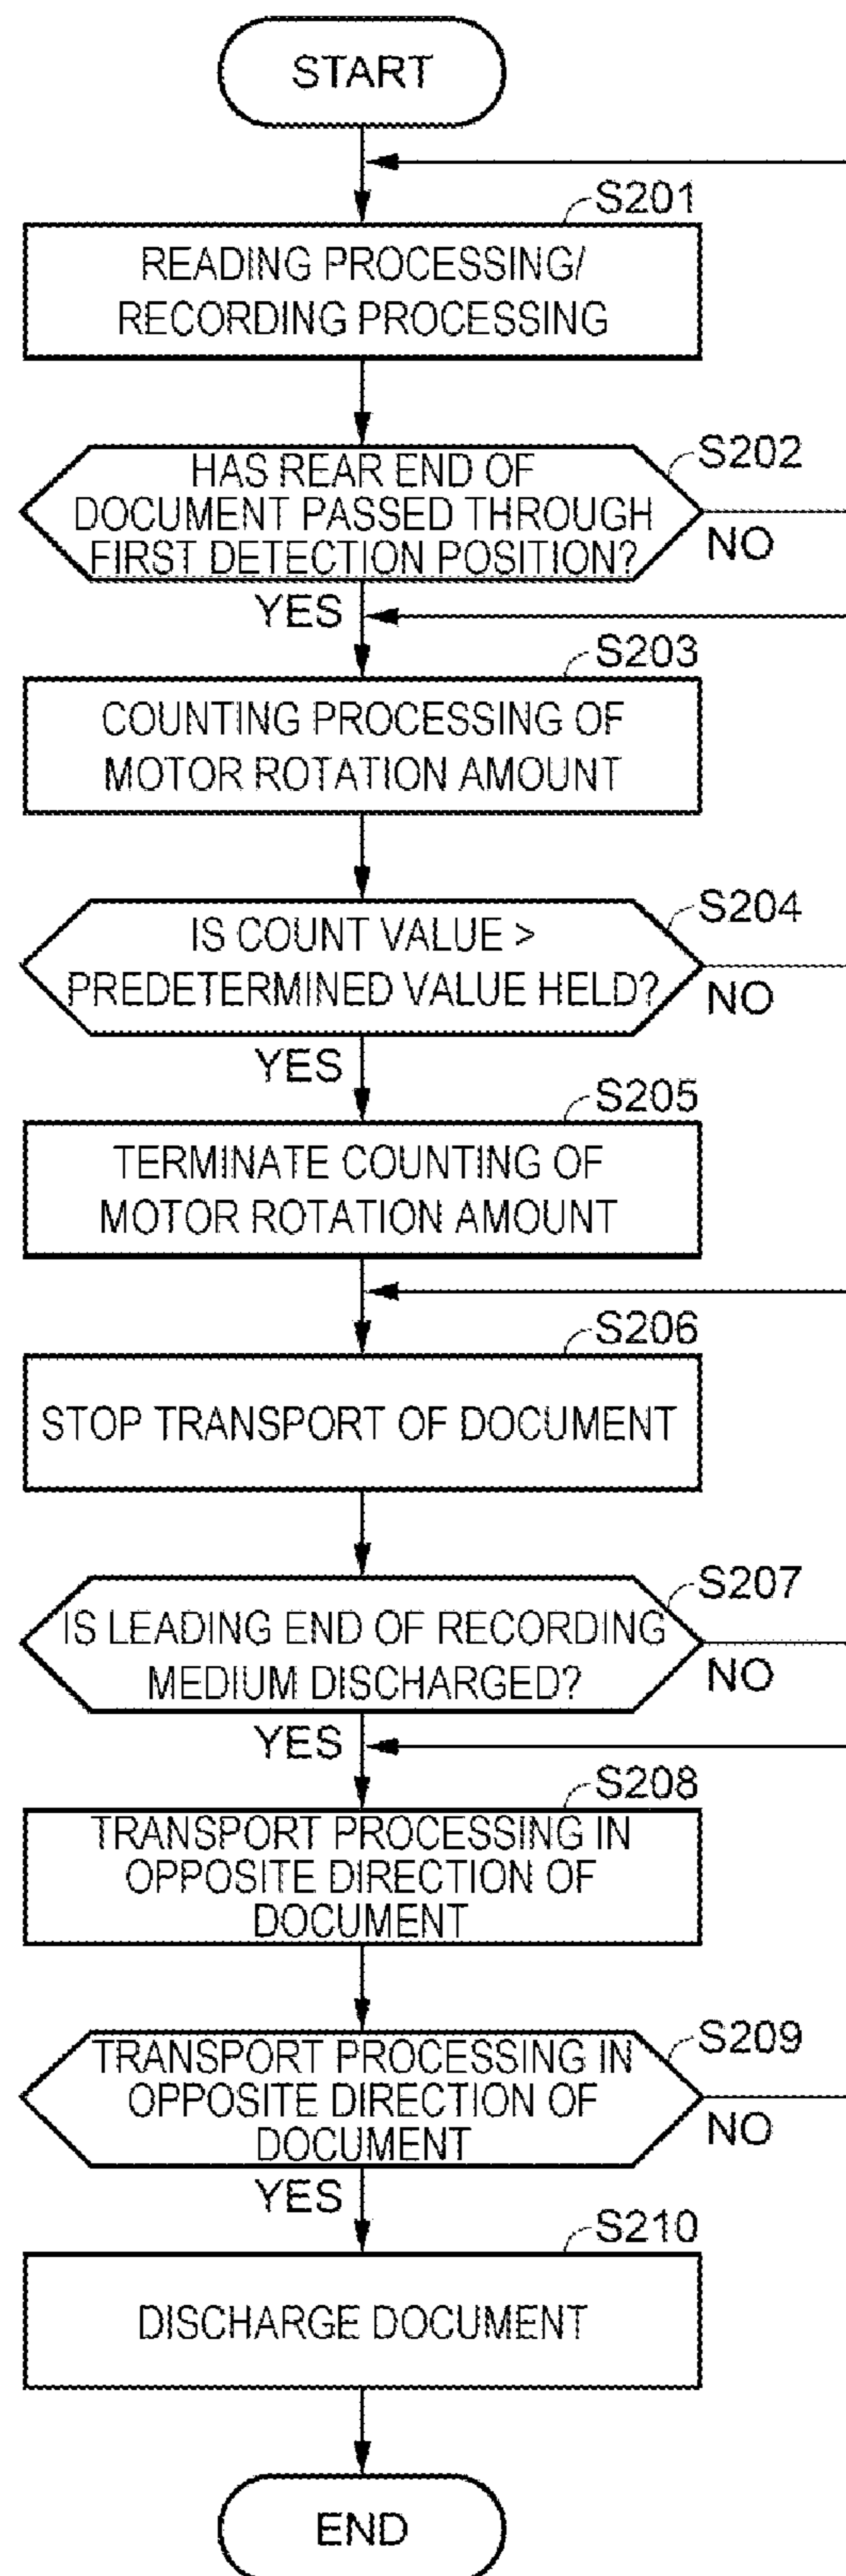 START
S201
READING PROCESSING/
RECORDING PROCESSING
S202
HAS REAR END OF
DOCUMENT PASSED THROUGH
FIRST DETECTION POSITION?
NO
YES
S203
COUNTING PROCESSING OF
MOTOR ROTATION AMOUNT
S204
IS COUNT VALUE >
PREDETERMINED VALUE HELD?
NO
YES
S205
TERMINATE COUNTING OF
MOTOR ROTATION AMOUNT
S206
STOP TRANSPORT OF DOCUMENT
S207
IS LEADING END OF RECORDING
MEDIUM DISCHARGED?
NO
YES
S208
TRANSPORT PROCESSING IN
OPPOSITE DIRECTION OF
DOCUMENT
S209
TRANSPORT PROCESSING IN
OPPOSITE DIRECTION OF
DOCUMENT
NO
YES
S210
DISCHARGE DOCUMENT
END